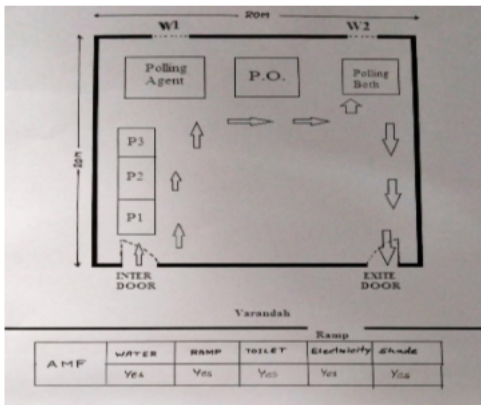 20M
W1 W2
Polling Agent
P.O.
Polling Both
20M
P3
P2
P1
INTER DOOR
EXITE DOOR
Varandah
Ramp
AMF
WATER RAMP TOILET Electricity Shade
Yes Yes Yes Yes Yes